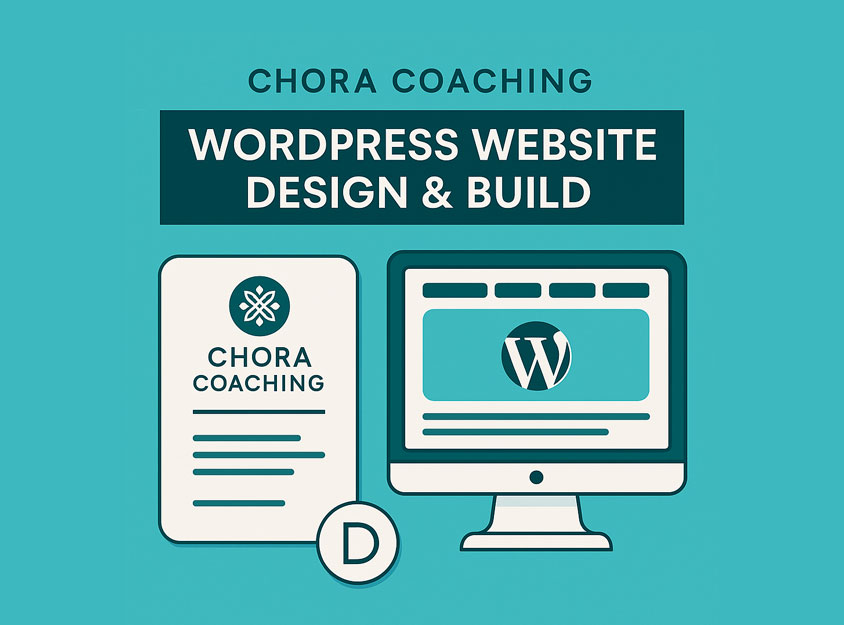 CHORA COACHING
WORDPRESS WEBSITE
DESIGN & BUILD
CHORA
COACHING
D
W